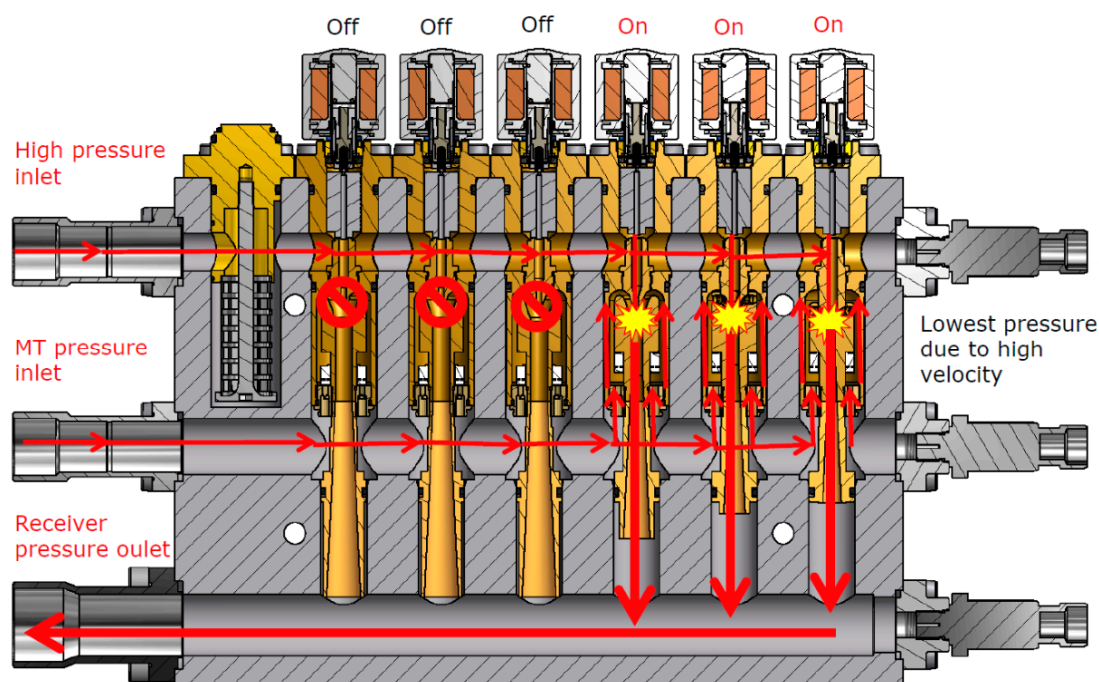 Off
Off
Off
On
On
On
High pressure
inlet
MT pressure
inlet
Lowest pressure
due to high
velocity
Receiver
pressure oulet